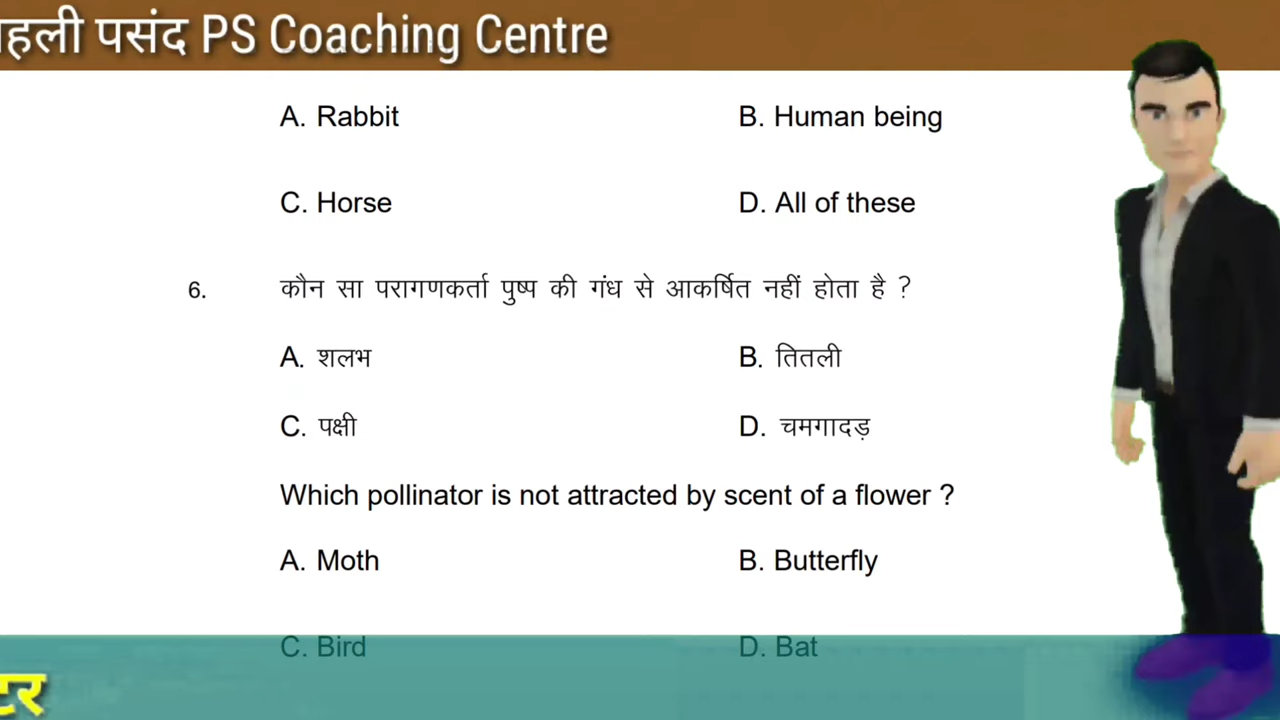 हली पसंद PS Coaching Centre
A. Rabbit B. Human being
C. Horse D. All of these
6. कौन सा परागणकर्ता पुष्प की गंध से आकर्षित नहीं होता है ?
A. शलभ B. तितली
C. पक्षी D. चमगादड़
Which pollinator is not attracted by scent of a flower ?
A. Moth B. Butterfly
C. Bird D. Bat
टर